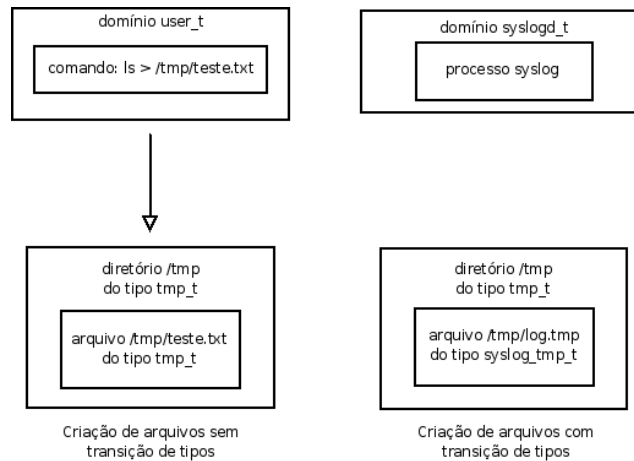 domínio user_t
comando: ls > /tmp/teste.txt
domínio syslogd_t
processo syslog
diretório /tmp
do tipo tmp_t
arquivo /tmp/teste.txt
do tipo tmp_t
Criação de arquivos sem
transição de tipos
diretório /tmp
do tipo tmp_t
arquivo /tmp/log.tmp
do tipo syslog_tmp_t
Criação de arquivos com
transição de tipos